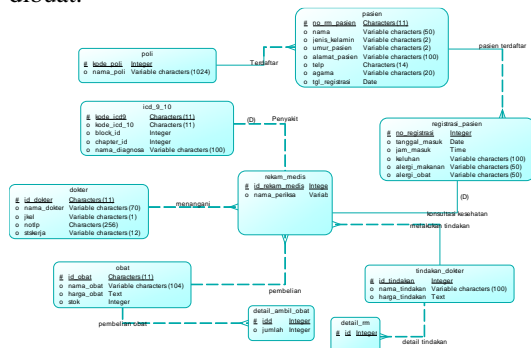 dibuat.
pasien
# no_rm_pasien Characters (11)
o nama Variable characters (50)
o jenis_kelamin Variable characters (2)
o umur_pasien Variable characters (2)
o alamat_pasien Variable characters (100)
o telp Characters (14)
o agama Variable characters (20)
o tgl_registrasi Date
poli
# kode_poli Integer
o nama_poli Variable characters (1024)
Terdaftar
pasien terdaftar
icd_9_10
# kode_icd9 Characters (11)
o kode_icd_10 Characters (11)
o block_id Integer
o chapter_id Integer
o nama_diagnosa Variable characters (100)
(D)
Penyakit
registrasi_pasien
# no_registrasi Integer
o tanggal_masuk Date
o jam_masuk Time
o keluhan Variable characters (100)
o alergi_makanan Variable characters (50)
o alergi_obat Variable characters (50)
(D)
rekam_medis
# id_rekam_medis Intege
o nama_periksa Variab
dokter
# id_dokter Characters (11)
o nama_dokter Variable characters (70)
o jkel Variable characters (1)
o notlp Characters (256)
o stskerja Variable characters (12)
menangani
konsultasi kesehatan
melakukan tindakan
obat
# id_obat Characters (11)
o nama_obat Variable characters (104)
o harga_obat Text
o stok Integer
pembelian
tindakan_dokter
# id_tindakan Integer
o nama_tindakan Variable characters (100)
o harga_tindakan Text
detail_ambil_obat
# idd Integer
o jumlah Integer
pembelian obat
detail_rm
# id Integer
detail tindakan